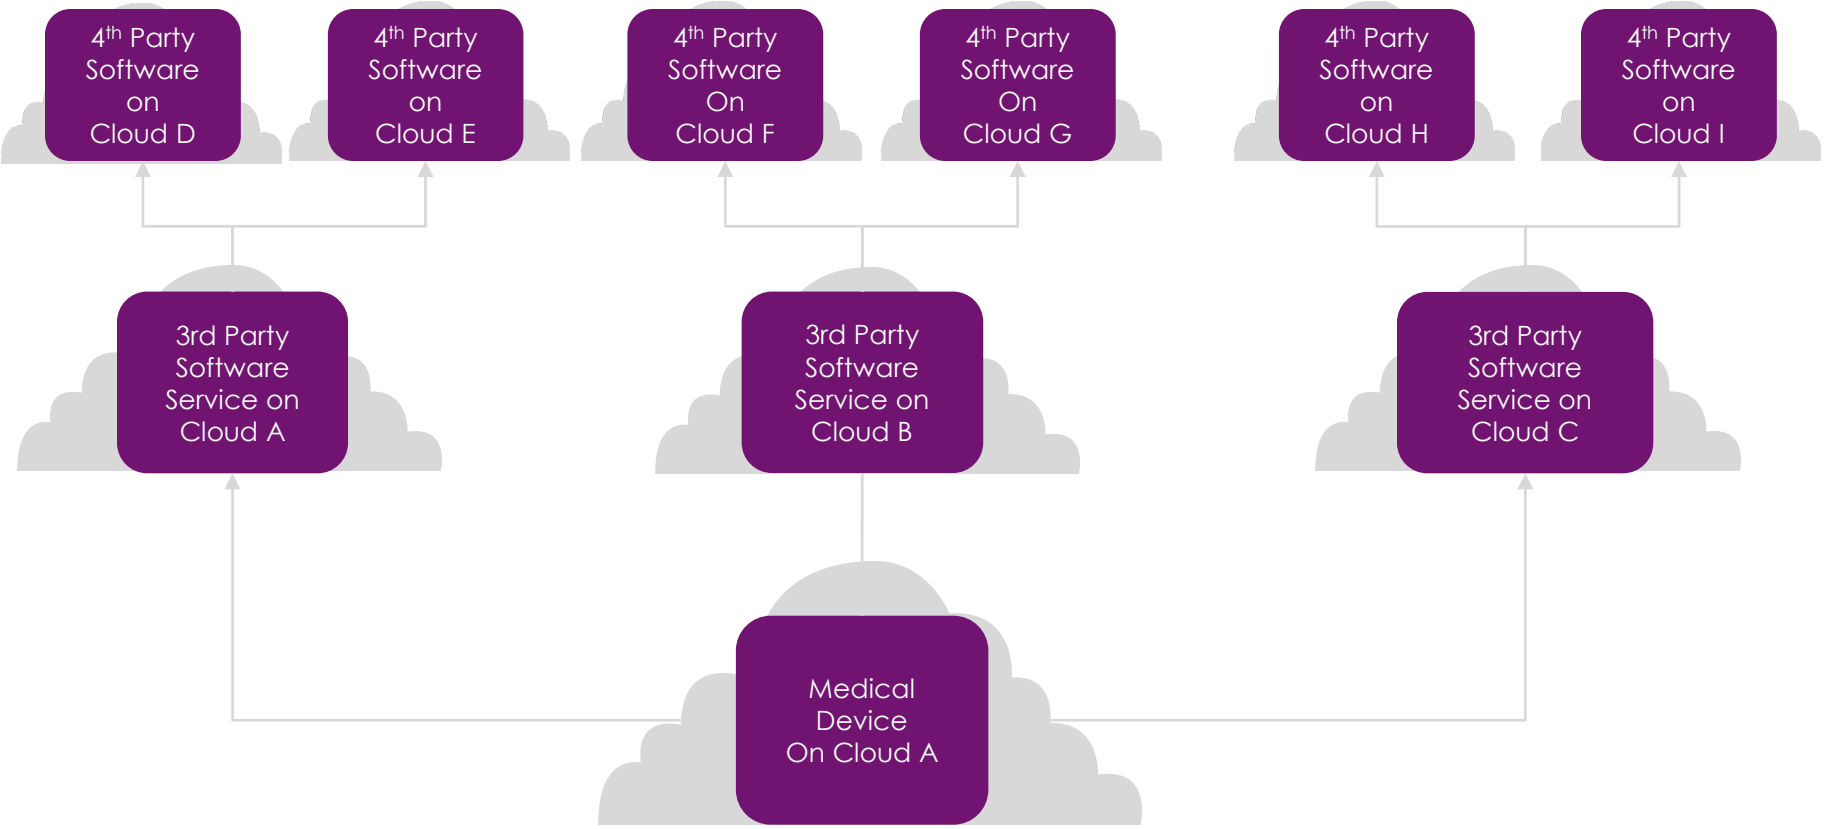 4th Party
Software
on
Cloud D
4th Party
Software
on
Cloud E
4th Party
Software
On
Cloud F
4th Party
Software
On
Cloud G
4th Party
Software
on
Cloud H
4th Party
Software
on
Cloud I
3rd Party
Software
Service on
Cloud A
3rd Party
Software
Service on
Cloud B
3rd Party
Software
Service on
Cloud C
Medical
Device
On Cloud A